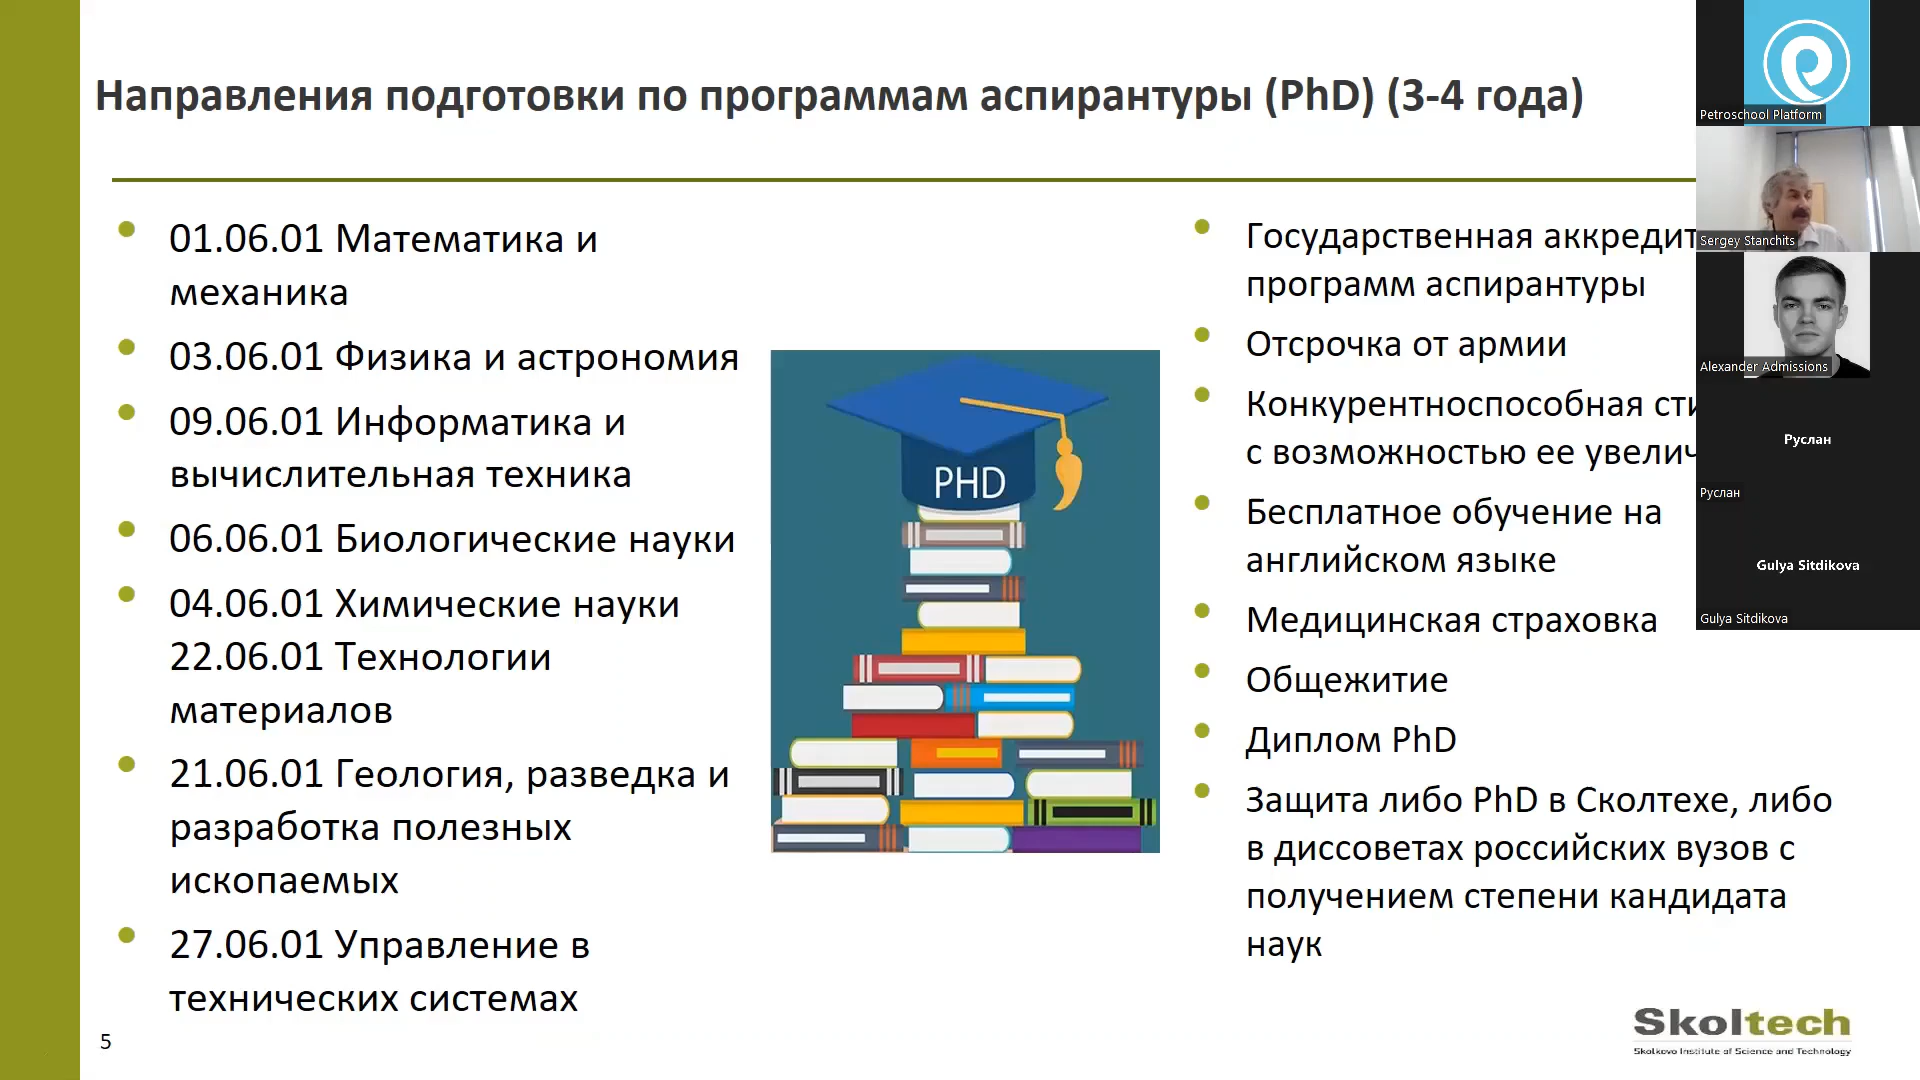 Направления подготовки по программам аспирантуры (PhD) (3-4 года)
01.06.01 Математика и
механика
03.06.01 Физика и астрономия
09.06.01 Информатика и
вычислительная техника
06.06.01 Биологические науки
04.06.01 Химические науки
22.06.01 Технологии
материалов
21.06.01 Геология, разведка и
разработка полезных
ископаемых
27.06.01 Управление в
технических системах
5
PHD
Государственная аккредит
программ аспирантуры
Отсрочка от армии
Конкурентноспособная сти
с возможностью ее увелич
Бесплатное обучение на
английском языке
Медицинская страховка
Общежитие
Диплом PhD
Защита либо PhD в Сколтехе, либо
в диссоветах российских вузов с
получением степени кандидата
наук
Skoltech
Skolkovo Institute of Science and Technology
Petroschool Platform
Sergey Stanchits
Alexander Admissions
Руслан
Руслан
Gulya Sitdikova
Gulya Sitdikova